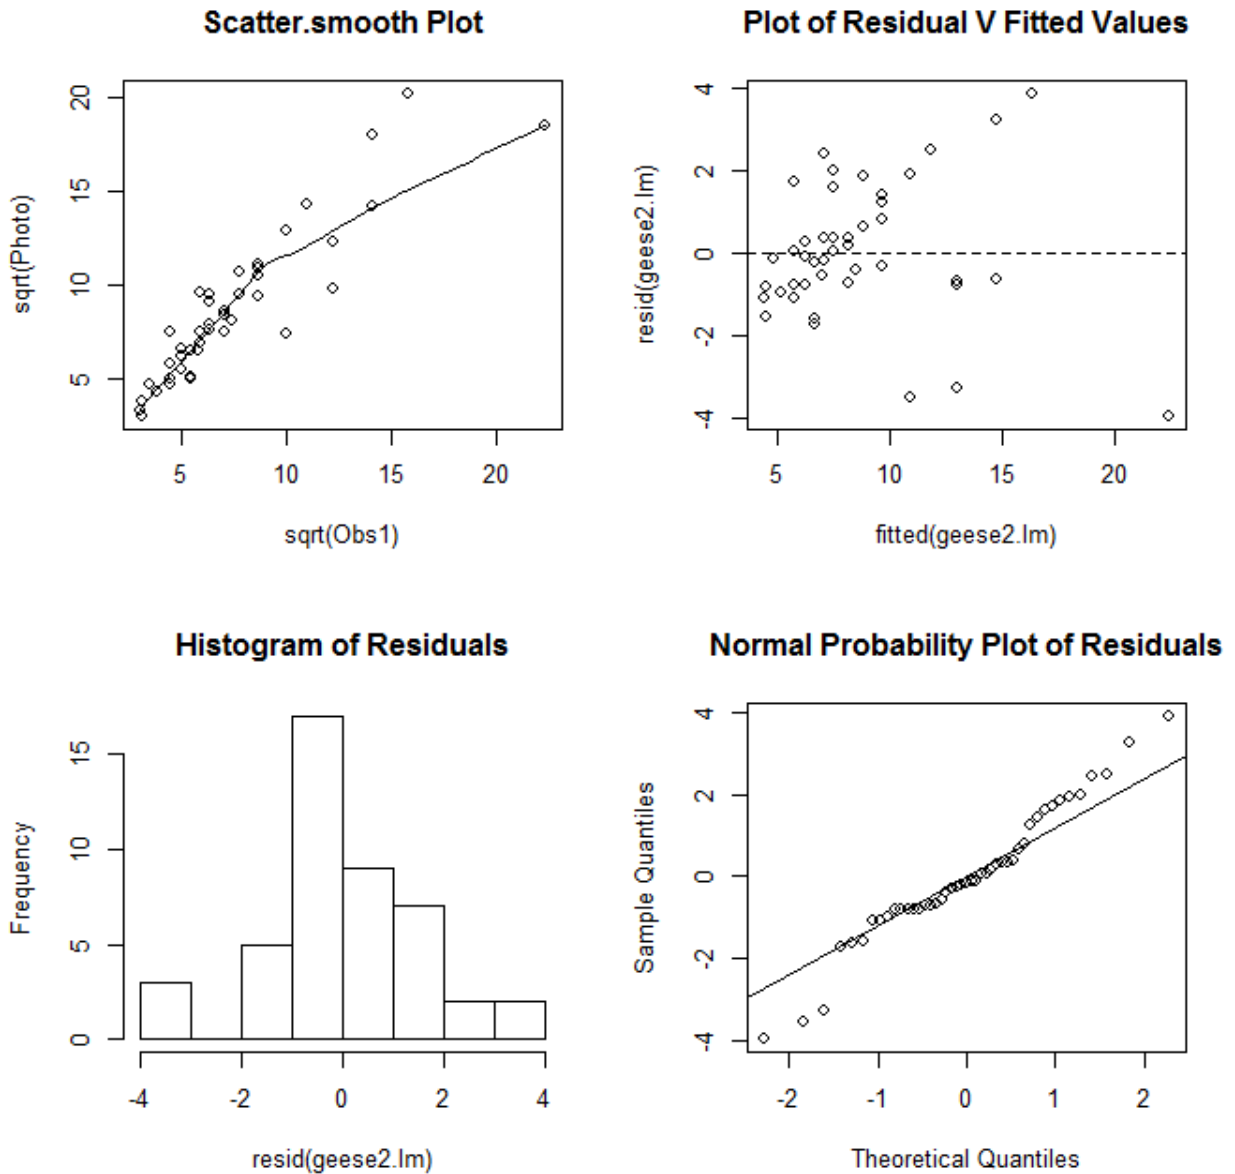 Scatter.smooth Plot
20
15
10
5
sqrt(Photo)
5 10 15 20
sqrt(Obs1)
Plot of Residual V Fitted Values
4
2
0
-2
-4
resid(geese2.lm)
5 10 15 20
fitted(geese2.lm)
Histogram of Residuals
15
10
5
0
Frequency
-4 -2 0 2 4
resid(geese2.lm)
Normal Probability Plot of Residuals
4
2
0
-2
-4
Sample Quantiles
-2 -1 0 1 2
Theoretical Quantiles